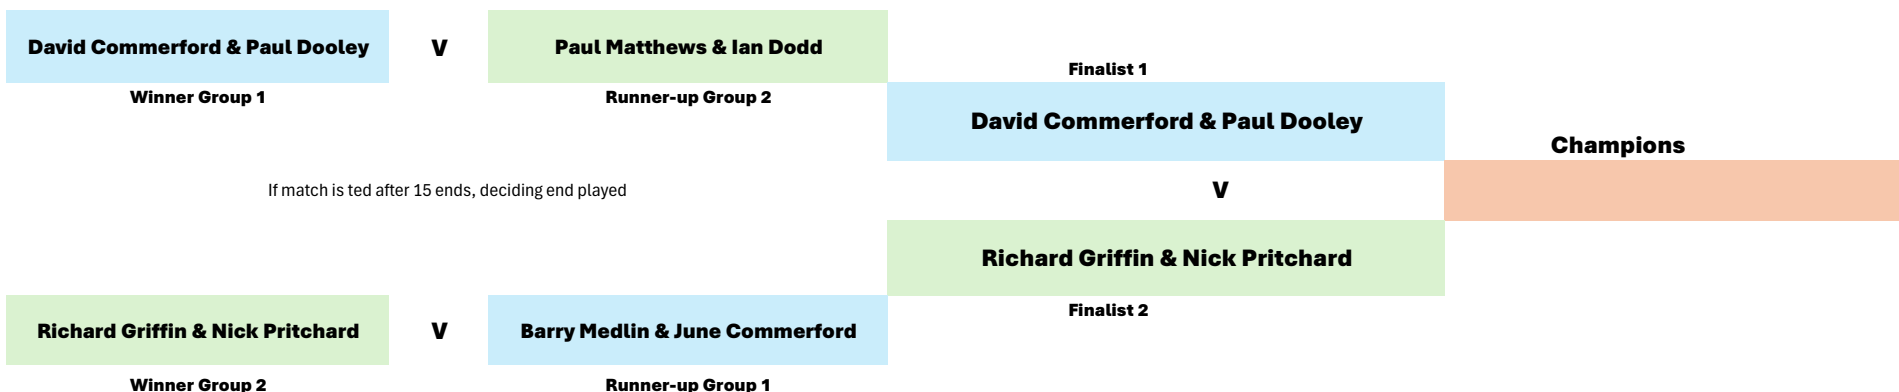 David Commerford & Paul Dooley
V
Paul Matthews & Ian Dodd
Winner Group 1
Runner-up Group 2
Finalist 1
David Commerford & Paul Dooley
Champions
If match is ted after 15 ends, deciding end played
V
Richard Griffin & Nick Pritchard
Finalist 2
Richard Griffin & Nick Pritchard
V
Barry Medlin & June Commerford
Winner Group 2
Runner-up Group 1